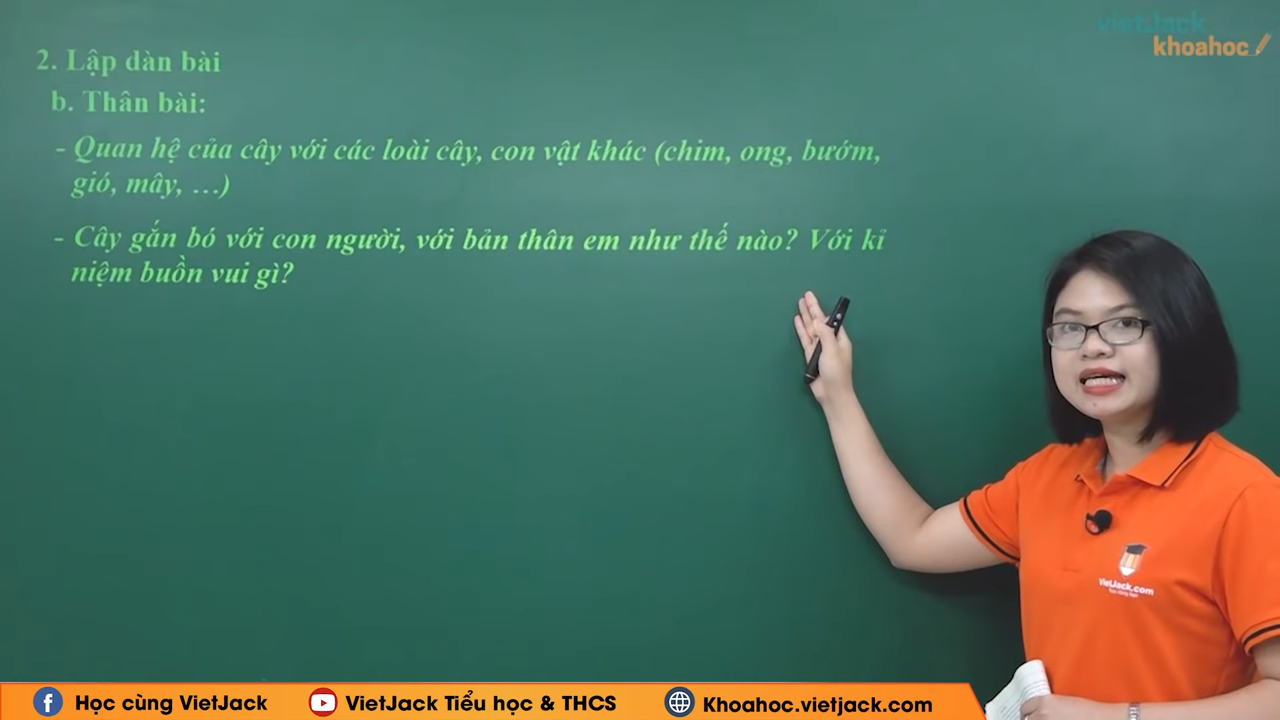 vietJack
khoahoc
2. Lập dàn bài
b. Thân bài:
- Quan hệ của cây với các loài cây, con vật khác (chim, ong, bướm,
gió, mây, ...)
- Cây gắn bó với con người, với bản thân em như thế nào? Với kỉ
niệm buồn vui gì?
VietJack.com
Học cùng VietJack
VietJack Tiểu học & THCS
Khoahoc.vietjack.com